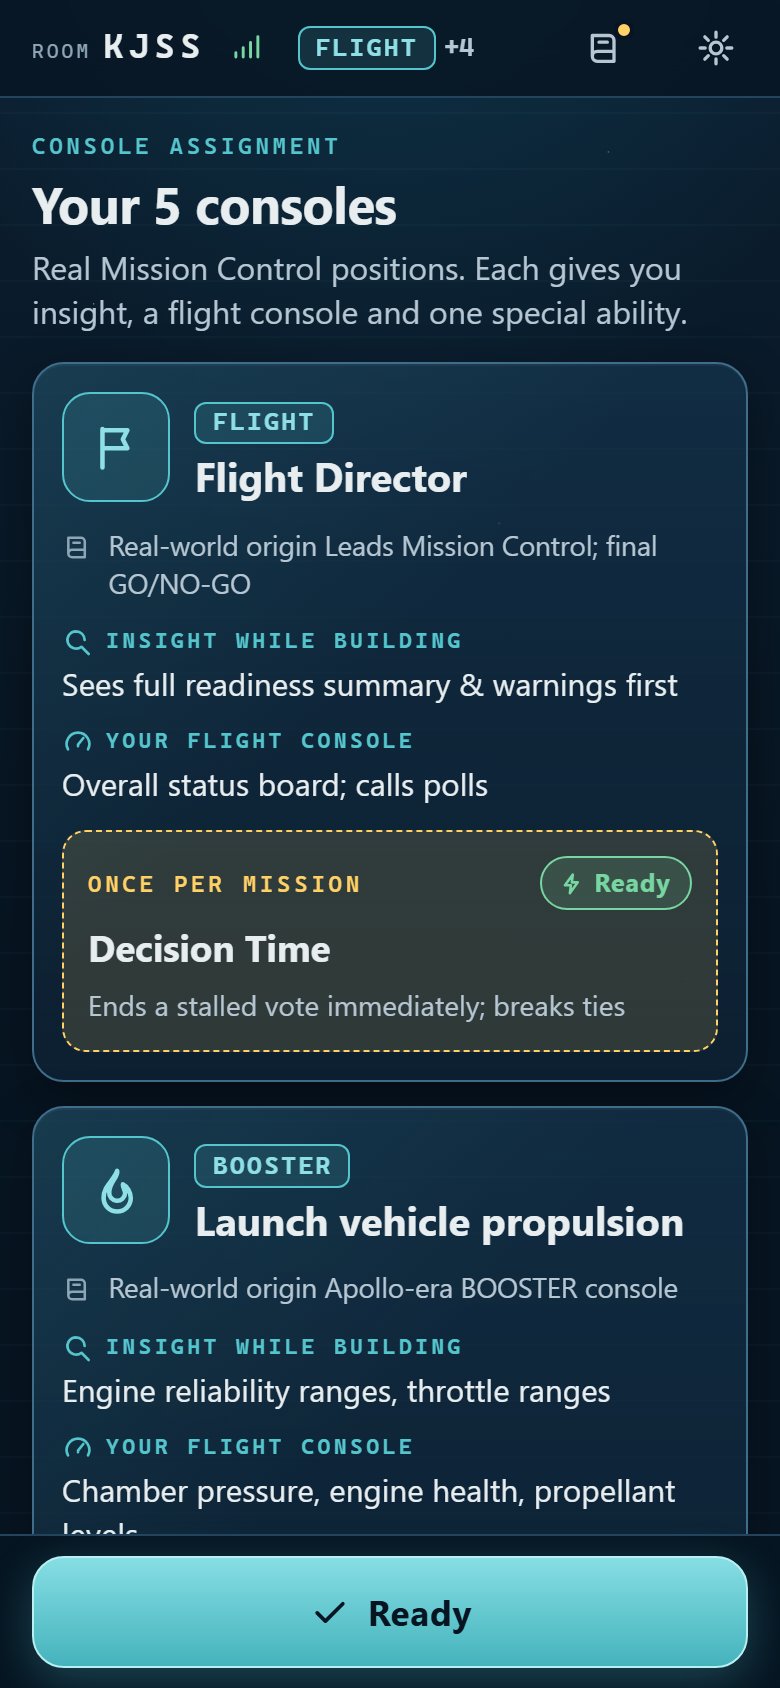 ROOM KJSS FLIGHT +4
CONSOLE ASSIGNMENT
Your 5 consoles
Real Mission Control positions. Each gives you
insight, a flight console and one special ability.
FLIGHT
Flight Director
Real-world origin Leads Mission Control; final
GO/NO-GO
INSIGHT WHILE BUILDING
Sees full readiness summary & warnings first
YOUR FLIGHT CONSOLE
Overall status board; calls polls
ONCE PER MISSION Ready
Decision Time
Ends a stalled vote immediately; breaks ties
BOOSTER
Launch vehicle propulsion
Real-world origin Apollo-era BOOSTER console
INSIGHT WHILE BUILDING
Engine reliability ranges, throttle ranges
YOUR FLIGHT CONSOLE
Chamber pressure, engine health, propellant
levels
Ready